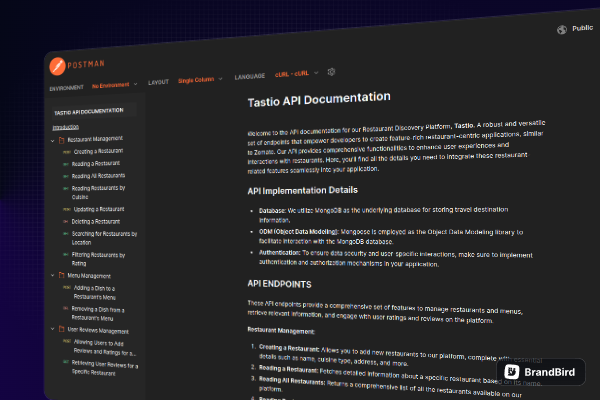 Public
POSTMAN
ENVIRONMENT No Environment LAYOUT Single Column LANGUAGE cURL - cURL
TASTIO API DOCUMENTATION
Introduction
Restaurant Management
Creating a Restaurant
Reading a Restaurant
Reading All Restaurants
Reading Restaurants by
Cuisine
Updating a Restaurant
Deleting a Restaurant
Searching for Restaurants by
Location
Filtering Restaurants by
Rating
Menu Management
Adding a Dish to a
Restaurant's Menu
Removing a Dish from a
Restaurant's Menu
User Reviews Management
Allowing Users to Add
Reviews and Ratings for a...
Retrieving User Reviews for a
Specific Restaurant
Tastio API Documentation
Welcome to the API documentation for our Restaurant Discovery Platform, Tastio. A robust and versatile
set of endpoints that empower developers to create feature-rich restaurant-centric applications, similar
to Zomato. Our API provides comprehensive functionalities to enhance user experiences and
interactions with restaurants. Here, you'll find all the details you need to integrate these restaurant
related features seamlessly into your application.
API Implementation Details
• Database: We utilize MongoDB as the underlying database for storing travel destination
information.
• ODM (Object Data Modeling): Mongoose is employed as the Object Data Modeling library to
facilitate interaction with the MongoDB database.
• Authentication: To ensure data security and user specific interactions, make sure to implement
authentication and authorization mechanisms in your application.
API ENDPOINTS
These API endpoints provide a comprehensive set of features to manage restaurants and menus,
retrieve relevant information, and engage with user ratings and reviews on the platform.
Restaurant Management:
1. Creating a Restaurant: Allows you to add new restaurants to our platform, complete with essential
details such as name, cuisine type, address, and more.
2. Reading a Restaurant: Fetches detailed information about a specific restaurant based on its name.
3. Reading All Restaurants: Returns a comprehensive list of all the restaurants available on our
platform.
BrandBird